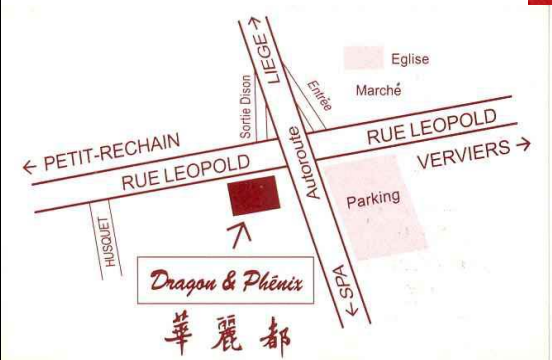 LIEGE →
Eglise
Sortie Dison
Entrée
Marché
RUE LEOPOLD
← PETIT-RECHAIN
VERVIERS →
RUE LEOPOLD
Autoroute
Parking
HUSQUET
Dragon & Phénix
← SPA
華麗都